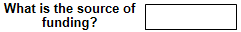 What is the source of
funding?